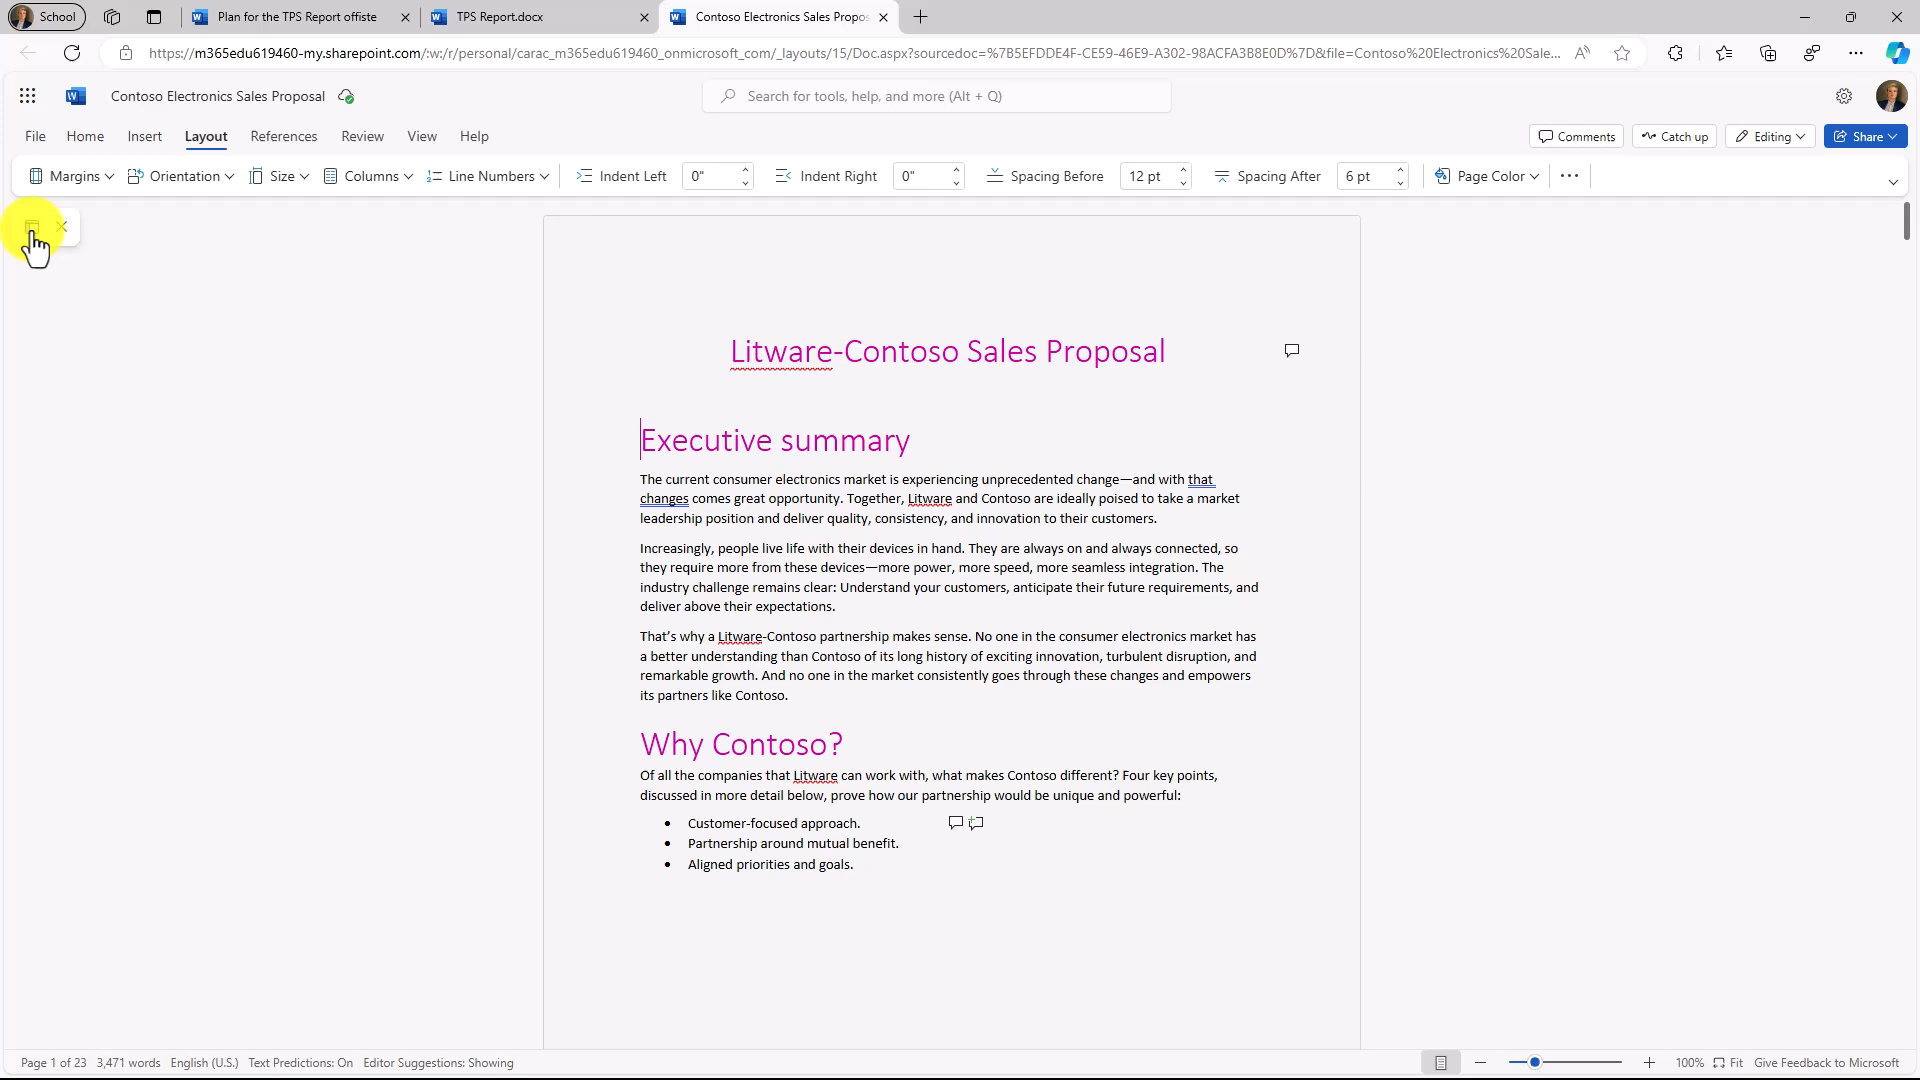 School
Plan for the TPS Report offiste
TPS Report.docx
Contoso Electronics Sales Propos
https://m365edu619460-my.sharepoint.com/:w:/r/personal/carac_m365edu619460_onmicrosoft_com/_layouts/15/Doc.aspx?sourcedoc=%7B5EFDDE4F-CE59-46E9-A302-98ACFA3B8E0D%7D&file=Contoso%20Electronics%20Sale...
Contoso Electronics Sales Proposal
Search for tools, help, and more (Alt + Q)
File Home Insert Layout References Review View Help
Comments Catch up Editing Share
Margins Orientation Size Columns Line Numbers Indent Left 0" Indent Right 0" Spacing Before 12 pt Spacing After 6 pt Page Color
Litware-Contoso Sales Proposal
Executive summary
The current consumer electronics market is experiencing unprecedented change—and with that
changes comes great opportunity. Together, Litware and Contoso are ideally poised to take a market
leadership position and deliver quality, consistency, and innovation to their customers.
Increasingly, people live life with their devices in hand. They are always on and always connected, so
they require more from these devices—more power, more speed, more seamless integration. The
industry challenge remains clear: Understand your customers, anticipate their future requirements, and
deliver above their expectations.
That's why a Litware-Contoso partnership makes sense. No one in the consumer electronics market has
a better understanding than Contoso of its long history of exciting innovation, turbulent disruption, and
remarkable growth. And no one in the market consistently goes through these changes and empowers
its partners like Contoso.
Why Contoso?
Of all the companies that Litware can work with, what makes Contoso different? Four key points,
discussed in more detail below, prove how our partnership would be unique and powerful:
• Customer-focused approach.
• Partnership around mutual benefit.
• Aligned priorities and goals.
Page 1 of 23 3,471 words English (U.S.) Text Predictions: On Editor Suggestions: Showing
100% Fit Give Feedback to Microsoft